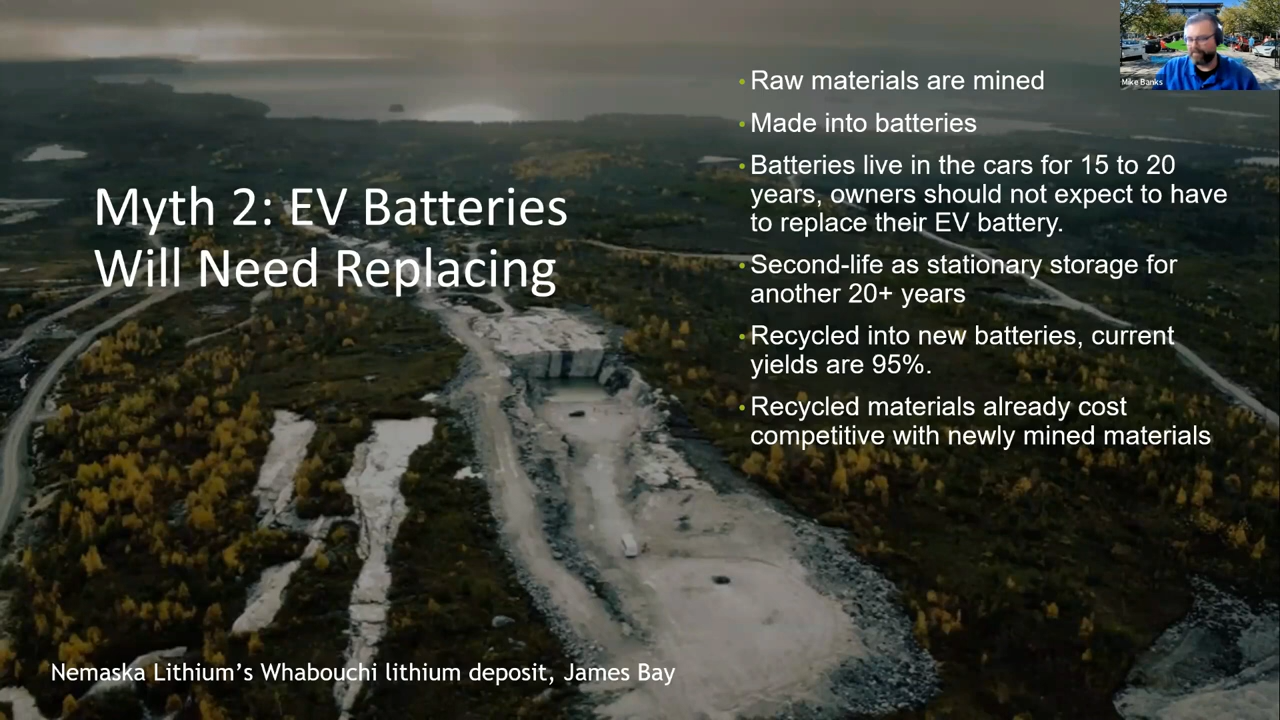 Myth 2: EV Batteries
Will Need Replacing
• Raw materials are mined
• Made into batteries
• Batteries live in the cars for 15 to 20
years, owners should not expect to have
to replace their EV battery.
• Second-life as stationary storage for
another 20+ years
• Recycled into new batteries, current
yields are 95%.
• Recycled materials already cost
competitive with newly mined materials
Mike Banks
Nemaska Lithium’s Whabouchi lithium deposit, James Bay